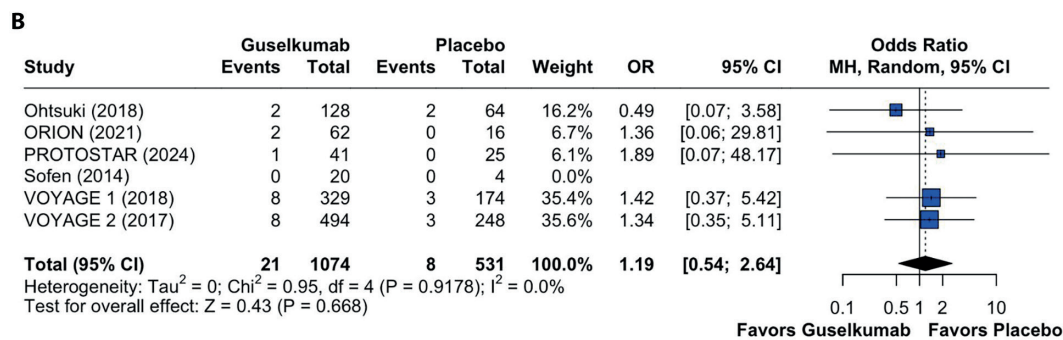 B
Guselkumab Placebo Odds Ratio
Study Events Total Events Total Weight OR 95% CI MH, Random, 95% CI
Ohtsuki (2018) 2 128 2 64 16.2% 0.49 [0.07; 3.58]
ORION (2021) 2 62 0 16 6.7% 1.36 [0.06; 29.81]
PROTOSTAR (2024) 1 41 0 25 6.1% 1.89 [0.07; 48.17]
Sofen (2014) 0 20 0 4 0.0%
VOYAGE 1 (2018) 8 329 3 174 35.4% 1.42 [0.37; 5.42]
VOYAGE 2 (2017) 8 494 3 248 35.6% 1.34 [0.35; 5.11]
Total (95% CI) 21 1074 8 531 100.0% 1.19 [0.54; 2.64]
Heterogeneity: Tau² = 0; Chi² = 0.95, df = 4 (P = 0.9178); I² = 0.0%
Test for overall effect: Z = 0.43 (P = 0.668)
0.1 0.5 1 2 10
Favors Guselkumab Favors Placebo